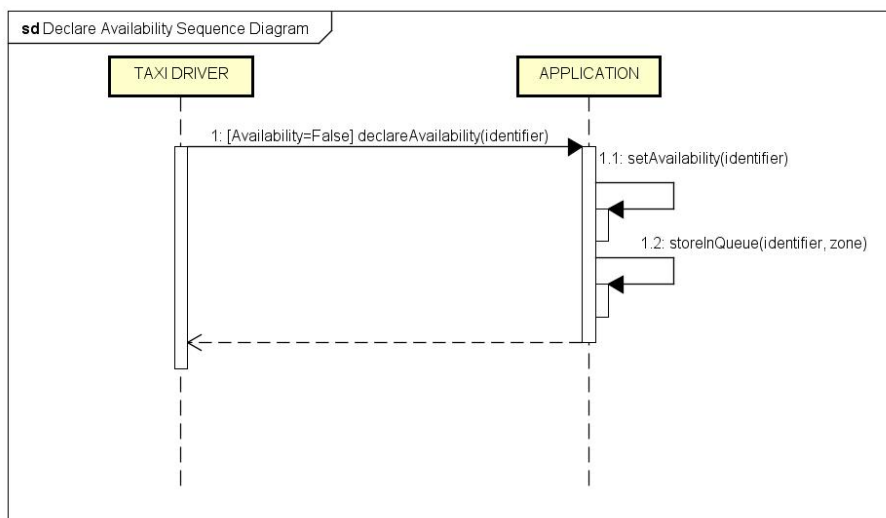 sd Declare Availability Sequence Diagram
TAXI DRIVER
APPLICATION
1: [Availability=False] declareAvailability(identifier)
1.1: setAvailability(identifier)
1.2: storeInQueue(identifier, zone)